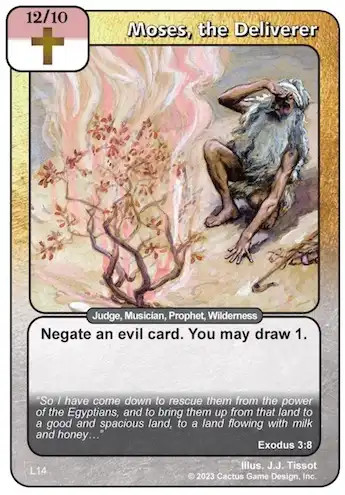 12/10
Moses, the Deliverer
Judge, Musician, Prophet, Wilderness
Negate an evil card. You may draw 1.
“So I have come down to rescue them from the power
of the Egyptians, and to bring them up from that land to
a good and spacious land, to a land flowing with milk
and honey…”
Exodus 3:8
Illus. J.J. Tissot
L14
© 2023 Cactus Game Design, Inc.